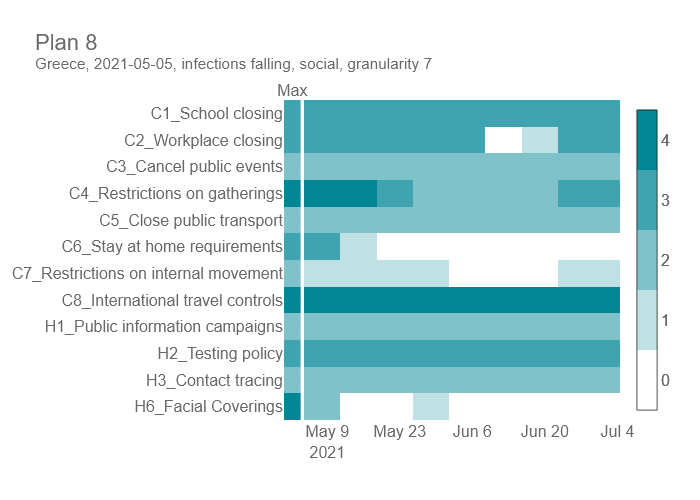 Plan 8
Greece, 2021-05-05, infections falling, social, granularity 7
Max
C1_School closing
C2_Workplace closing
C3_Cancel public events
C4_Restrictions on gatherings
C5_Close public transport
C6_Stay at home requirements
C7_Restrictions on internal movement
C8_International travel controls
H1_Public information campaigns
H2_Testing policy
H3_Contact tracing
H6_Facial Coverings
May 9 May 23 Jun 6 Jun 20 Jul 4
2021
4
3
2
1
0